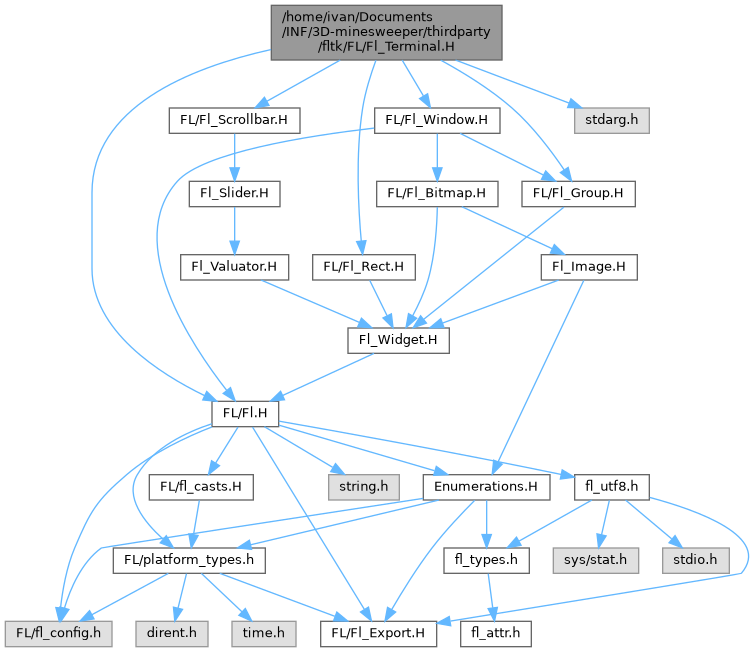 /home/ivan/Documents
/INF/3D-minesweeper/thirdparty
/fltk/FL/Fl_Terminal.H
FL/Fl_Scrollbar.H
FL/Fl_Window.H
stdarg.h
Fl_Slider.H
FL/Fl_Bitmap.H
FL/Fl_Group.H
Fl_Valuator.H
FL/Fl_Rect.H
Fl_Image.H
Fl_Widget.H
FL/Fl.H
FL/fl_casts.H
string.h
Enumerations.H
fl_utf8.h
FL/platform_types.h
fl_types.h
sys/stat.h
stdio.h
FL/fl_config.h
dirent.h
time.h
FL/Fl_Export.H
fl_attr.h